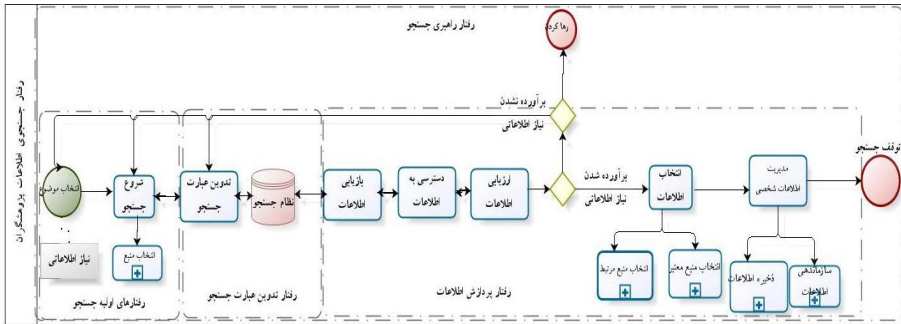 رفتار جستجوی اطلاعات پژوهشگران
رفتار راهبری جستجو
رها کردن
برآورده نشدن
نیاز اطلاعاتی
توقف جستجو
انتخاب موضوع
شروع
جستجو
تدوین عبارت
جستجو
نظام جستجو
بازیابی
اطلاعات
دسترسی به
اطلاعات
ارزیابی
اطلاعات
برآورده شدن
نیاز اطلاعاتی
انتخاب
اطلاعات
مدیریت
اطلاعات شخصی
نیاز اطلاعاتی
انتخاب منبع
انتخاب منبع مرتبط
انتخاب منبع معتبر
ذخیره اطلاعات
سازماندهی
اطلاعات
رفتارهای اولیه جستجو
رفتار تدوین عبارت جستجو
رفتار پردازش اطلاعات